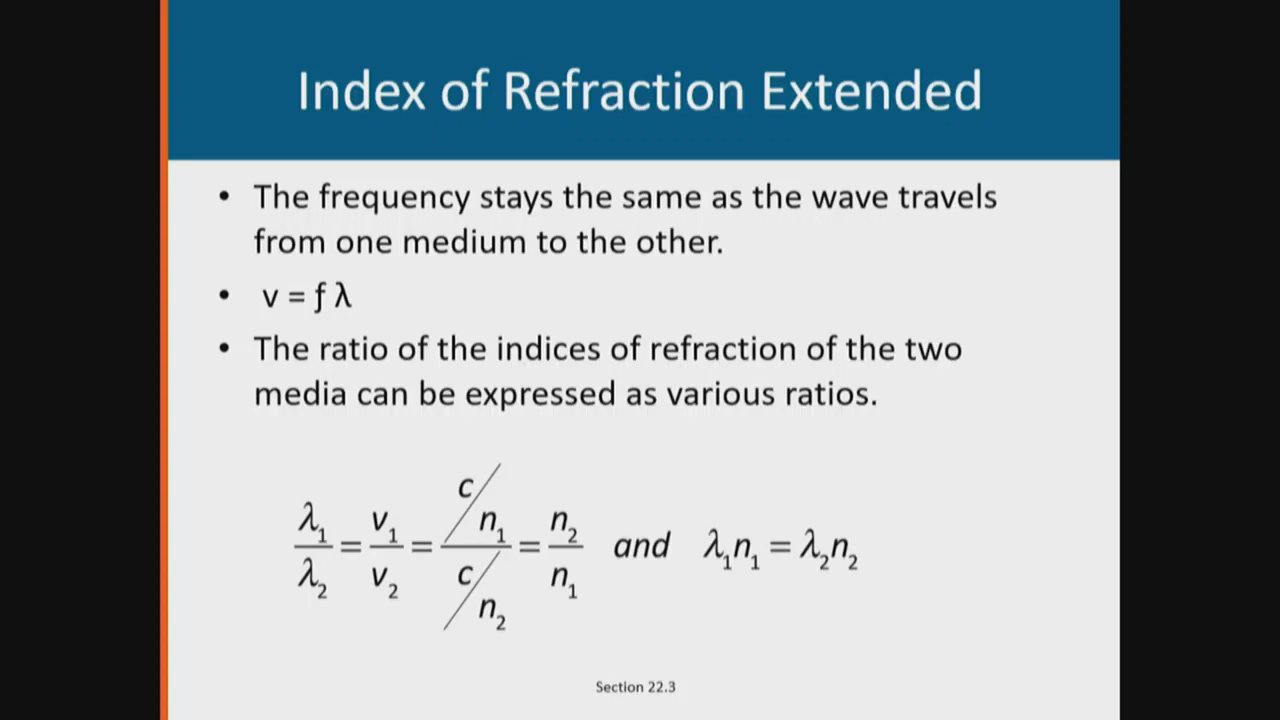 Index of Refraction Extended
• The frequency stays the same as the wave travels
from one medium to the other.
• v = ƒ λ
• The ratio of the indices of refraction of the two
media can be expressed as various ratios.
λ₁/λ₂ = v₁/v₂ = (c/n₁)/(c/n₂) = n₂/n₁ and λ₁n₁ = λ₂n₂
Section 22.3